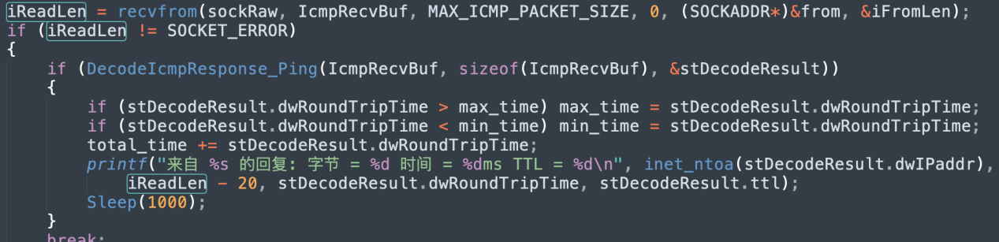 iReadLen = recvfrom(sockRaw, IcmpRecvBuf, MAX_ICMP_PACKET_SIZE, 0, (SOCKADDR*)&from, &iFromLen);
if (iReadLen != SOCKET_ERROR)
{
    if (DecodeIcmpResponse_Ping(IcmpRecvBuf, sizeof(IcmpRecvBuf), &stDecodeResult))
    {
        if (stDecodeResult.dwRoundTripTime > max_time) max_time = stDecodeResult.dwRoundTripTime;
        if (stDecodeResult.dwRoundTripTime < min_time) min_time = stDecodeResult.dwRoundTripTime;
        total_time += stDecodeResult.dwRoundTripTime;
        printf("来自 %s 的回复: 字节 = %d 时间 = %dms TTL = %d\n", inet_ntoa(stDecodeResult.dwIPaddr),
            iReadLen - 20, stDecodeResult.dwRoundTripTime, stDecodeResult.ttl);
        Sleep(1000);
    }
    break;